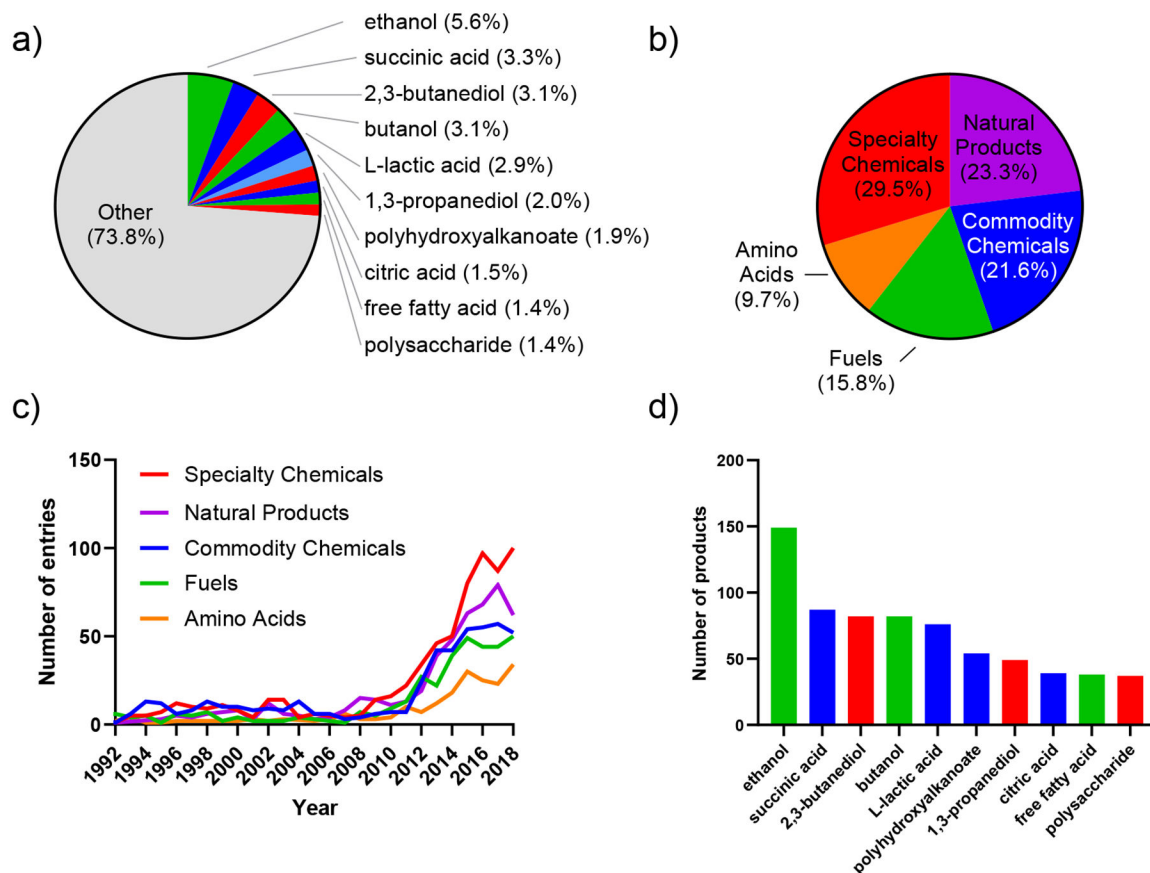 a)
ethanol (5.6%)
succinic acid (3.3%)
2,3-butanediol (3.1%)
butanol (3.1%)
L-lactic acid (2.9%)
1,3-propanediol (2.0%)
polyhydroxyalkanoate (1.9%)
citric acid (1.5%)
free fatty acid (1.4%)
polysaccharide (1.4%)
Other
(73.8%)
b)
Specialty
Chemicals
(29.5%)
Natural
Products
(23.3%)
Commodity
Chemicals
(21.6%)
Amino
Acids
(9.7%)
Fuels
(15.8%)
c)
Number of entries
150
100
50
0
Specialty Chemicals
Natural Products
Commodity Chemicals
Fuels
Amino Acids
1992
1994
1996
1998
2000
2002
2004
2006
2008
2010
2012
2014
2016
2018
Year
d)
Number of products
200
150
100
50
0
ethanol
succinic acid
2,3-butanediol
butanol
L-lactic acid
polyhydroxyalkanoate
1,3-propanediol
citric acid
free fatty acid
polysaccharide